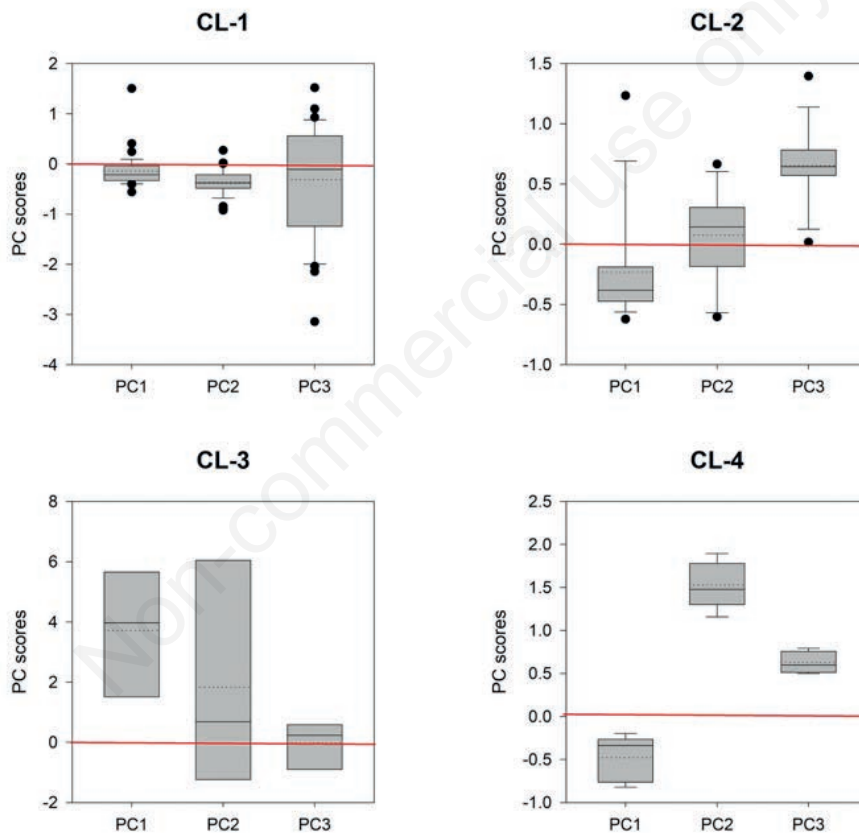 CL-1
2
1
0
-1
-2
-3
-4
PC scores
PC1 PC2 PC3
CL-2
1.5
1.0
0.5
0.0
-0.5
-1.0
PC scores
PC1 PC2 PC3
CL-3
8
6
4
2
0
-2
PC scores
PC1 PC2 PC3
CL-4
2.5
2.0
1.5
1.0
0.5
0.0
-0.5
-1.0
PC scores
PC1 PC2 PC3
Non-commercial use only